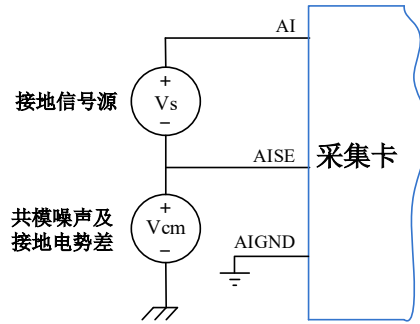 AI
+
接地信号源
Vs
−
AISE
采集卡
+
共模噪声及
接地电势差
Vcm
−
AIGND